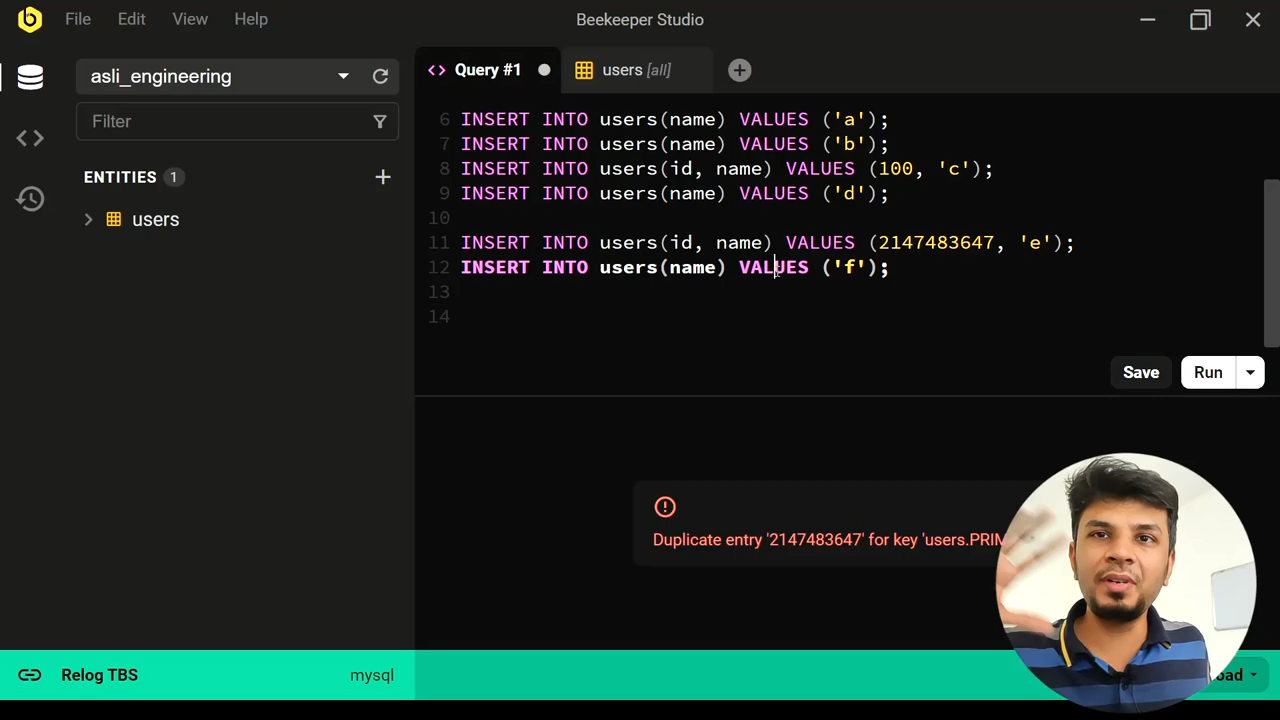 File Edit View Help
Beekeeper Studio
asli_engineering
Query #1
users [all]
Filter
ENTITIES 1
users
6 INSERT INTO users(name) VALUES ('a');
7 INSERT INTO users(name) VALUES ('b');
8 INSERT INTO users(id, name) VALUES (100, 'c');
9 INSERT INTO users(name) VALUES ('d');
10
11 INSERT INTO users(id, name) VALUES (2147483647, 'e');
12 INSERT INTO users(name) VALUES ('f');
13
14
Save Run
Duplicate entry '2147483647' for key
Relog TBS
mysql